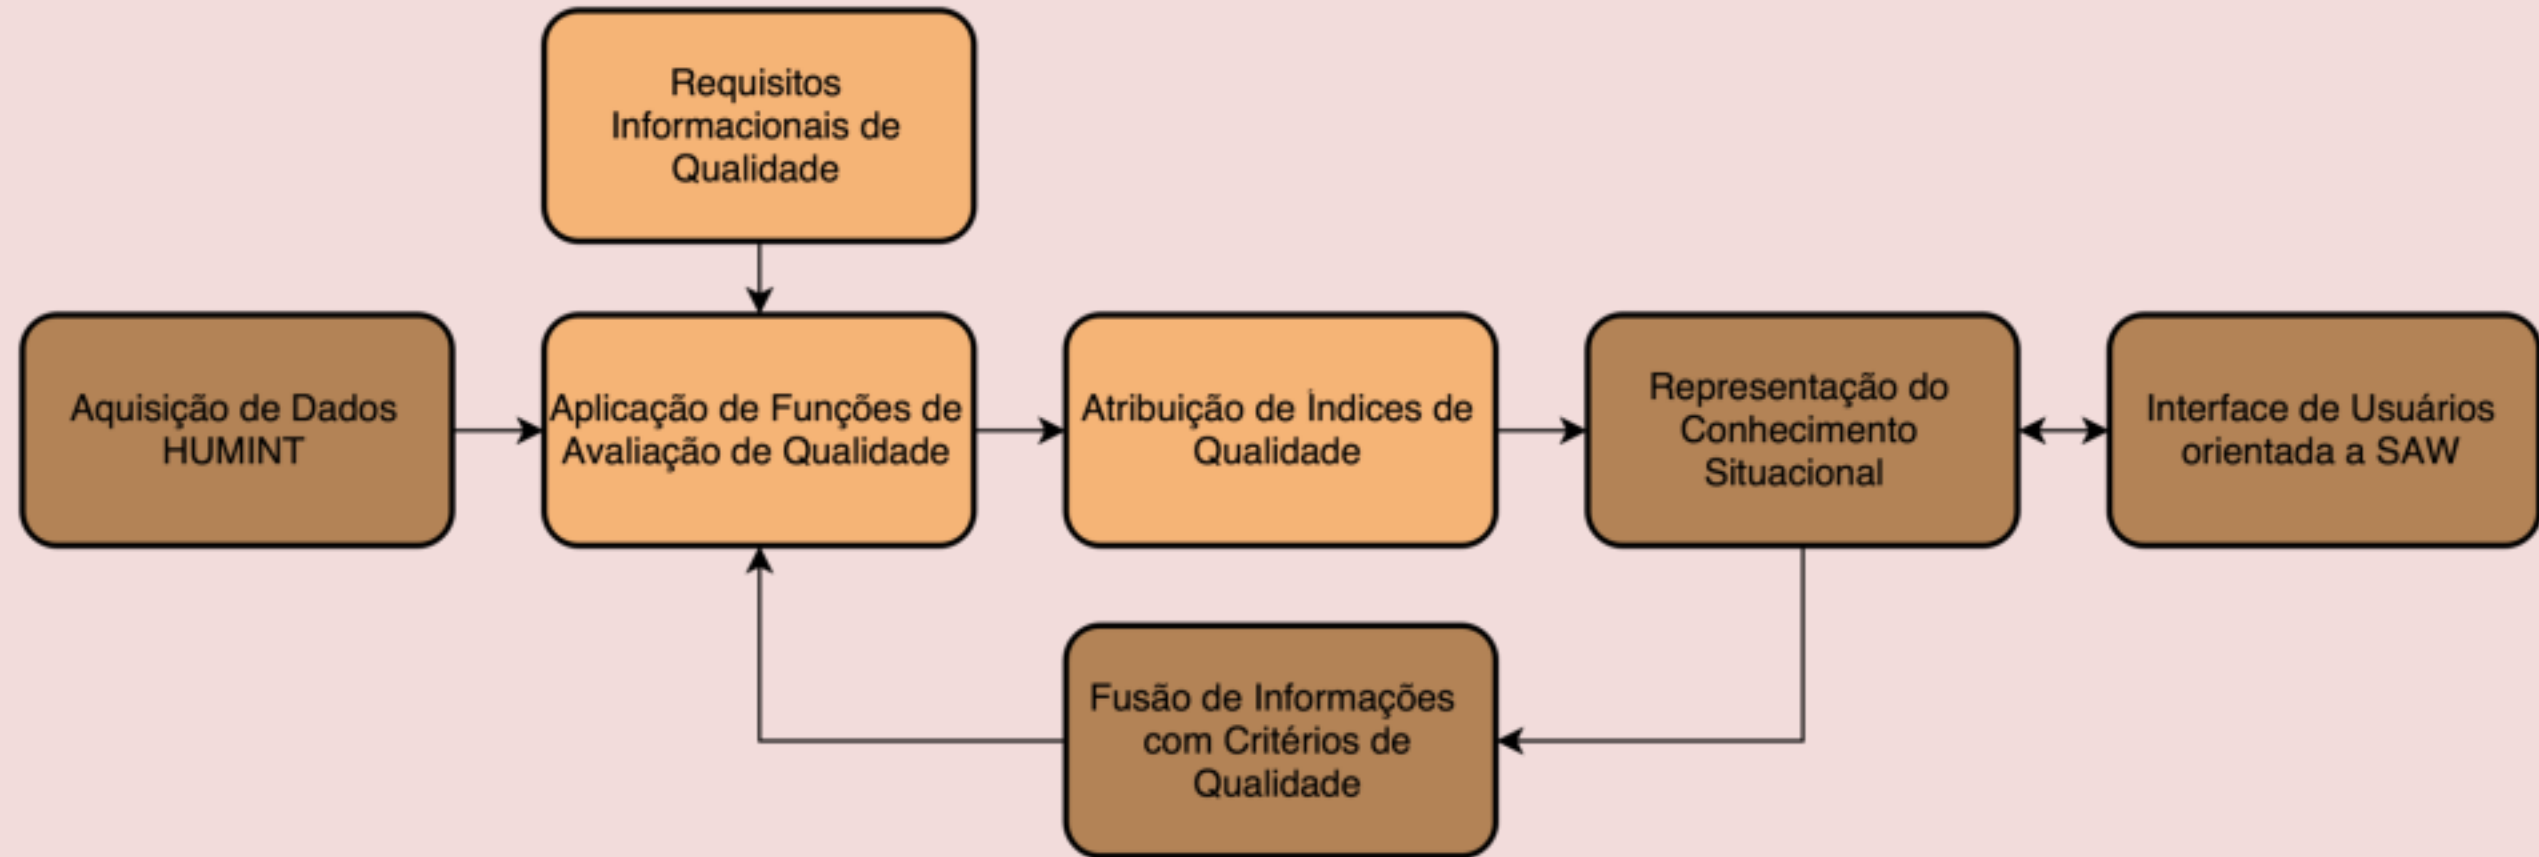 Requisitos
Informacionais de
Qualidade
Aquisição de Dados
HUMINT
Aplicação de Funções de
Avaliação de Qualidade
Atribuição de Índices de
Qualidade
Representação do
Conhecimento
Situacional
Interface de Usuários
orientada a SAW
Fusão de Informações
com Critérios de
Qualidade